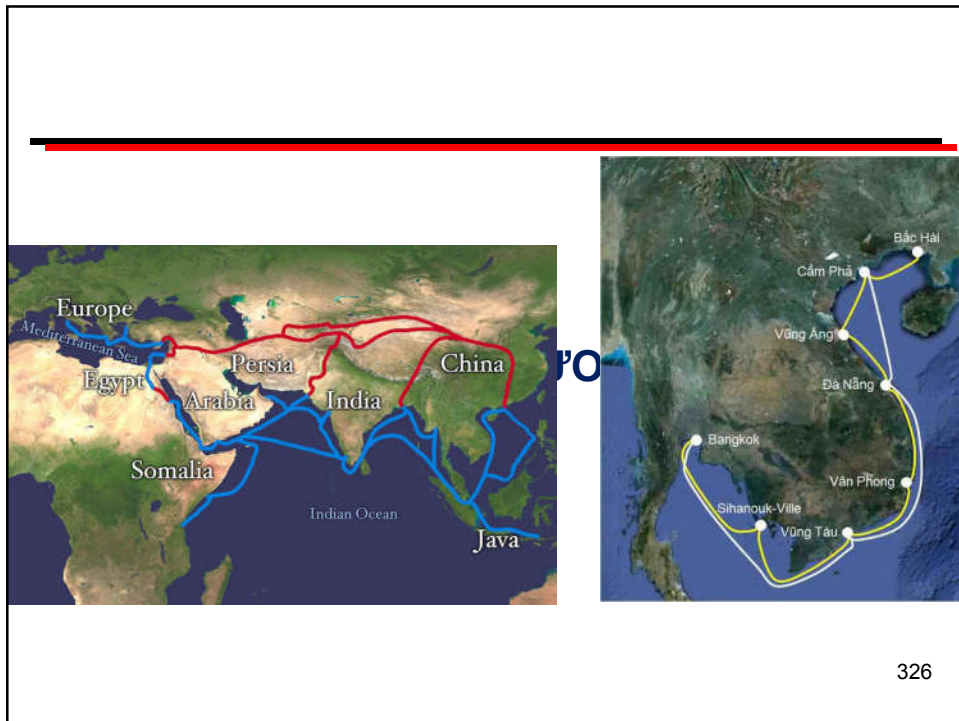 Europe
Mediterranean Sea
Egypt
Arabia
Persia
India
China
Somalia
Indian Ocean
Java
ƯƠ
Bắc Hải
Cẩm Phả
Vũng Áng
Đà Nẵng
Bangkok
Vân Phong
Sihanouk-Ville
Vũng Tàu
326